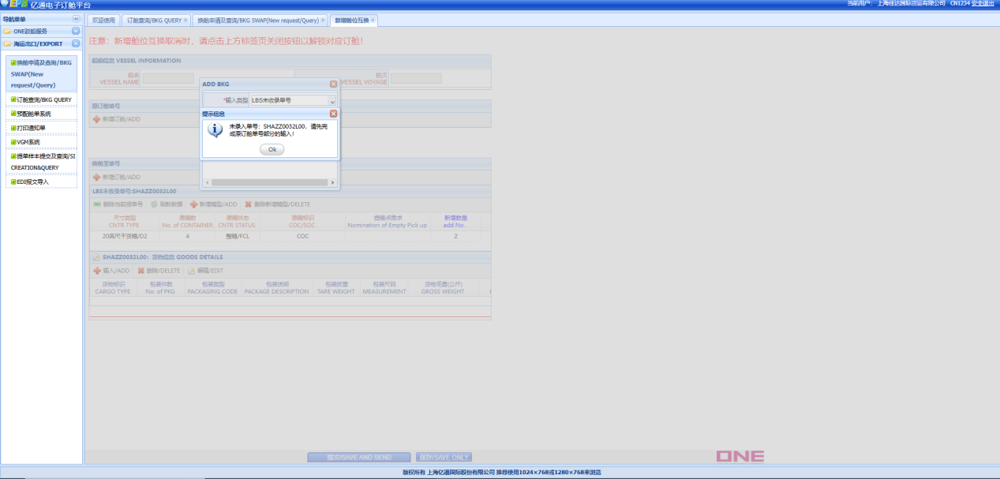 亿通电子订舱平台
当前用户： 上海佳达国际货运有限公司 CN1234 安全退出
导航菜单
ONE驳船服务
海运出口/EXPORT
换舱申请及查询/BKG
SWAP(New
request/Query)
订舱查询/BKG QUERY
预配舱单系统
打印通知单
VGM系统
提单样本提交及查询/SI
CREATION&QUERY
EDI报文导入
欢迎使用
订舱查询/BKG QUERY
换舱申请及查询/BKG SWAP(New request/Query)
新增舱位互换
注意：新增舱位互换取消时，请点击上方标签页关闭按钮以解锁对应订舱！
船舶信息 VESSEL INFORMATION
船名
VESSEL NAME
航次
VESSEL VOYAGE
ADD BKG
*输入类型
LBS未收录单号
原订舱单号
新增订舱/ADD
提示信息
未录入单号：SHAZZ0032L00，请先完
成原订舱单号部分的输入！
Ok
换舱至单号
新增订舱/ADD
LBS未收录单号:SHAZZ0032L00
删除当前提单号
刷新数据
新增箱型/ADD
删除新增箱型/DELETE
尺寸类型
CNTR TYPE
原箱数
No. of CONTAINER
原箱状态
CNTR STATUS
原箱标识
COC/SOC
提箱点需求
Nomination of Empty Pick up
新增数量
add No.
20英尺干货箱/D2
4
整箱/FCL
COC
2
SHAZZ0032L00：货物信息 GOODS DETAILS
输入/ADD
删除/DELETE
编辑/EDIT
货物标识
CARGO TYPE
包装件数
No. of PKG
包装类型
PACKAGING CODE
包装说明
PACKAGE DESCRIPTION
包装皮重
TARE WEIGHT
包装尺码
MEASUREMENT
货物毛重(公斤)
GROSS WEIGHT
提交/SAVE AND SEND
保存/SAVE ONLY
ONE
版权所有 上海亿通国际股份有限公司 推荐使用1024×768或1280×768来浏览